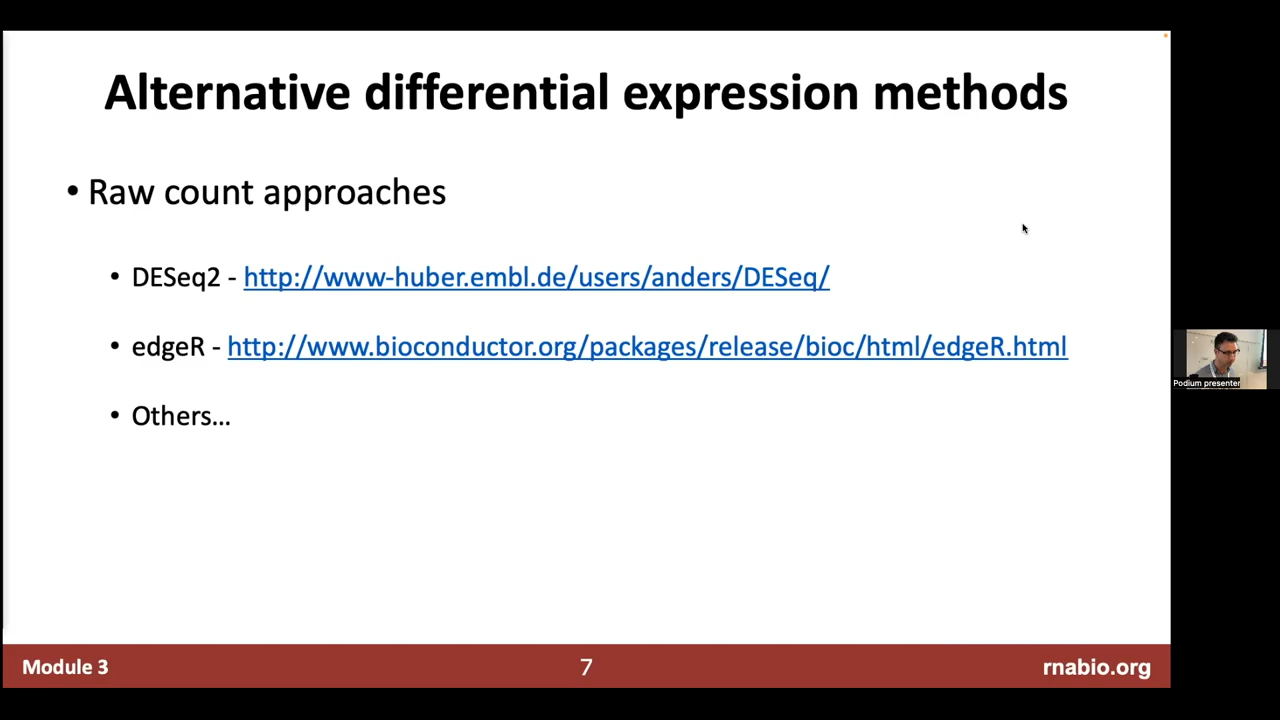 Alternative differential expression methods
• Raw count approaches
• DESeq2 - http://www-huber.embl.de/users/anders/DESeq/
• edgeR - http://www.bioconductor.org/packages/release/bioc/html/edgeR.html
• Others...
Podium presenter
Module 3
7
rnabio.org